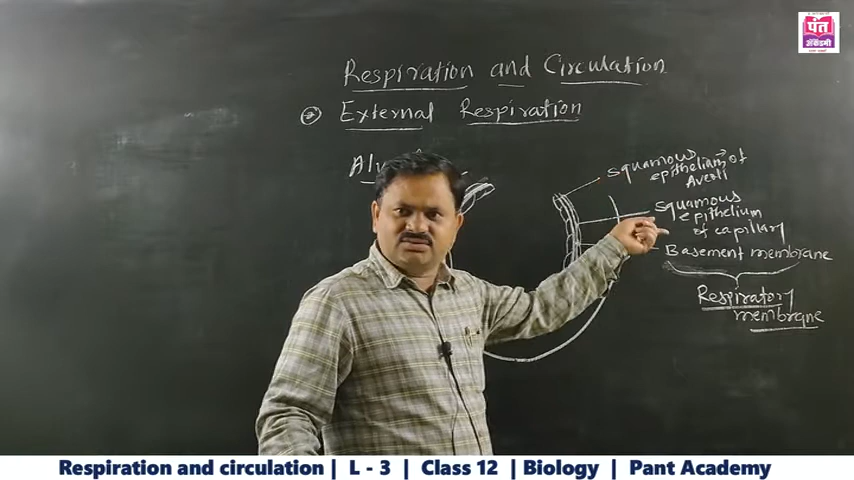 पंत
अ‍ॅकॅडमी
Respiration and Circulation
External Respiration
Squamous
epithelium of
Aveoli
Squamous
epithelium
of capillary
Basement membrane
Respiratory
membrane
Respiration and circulation | L - 3 | Class 12 | Biology | Pant Academy